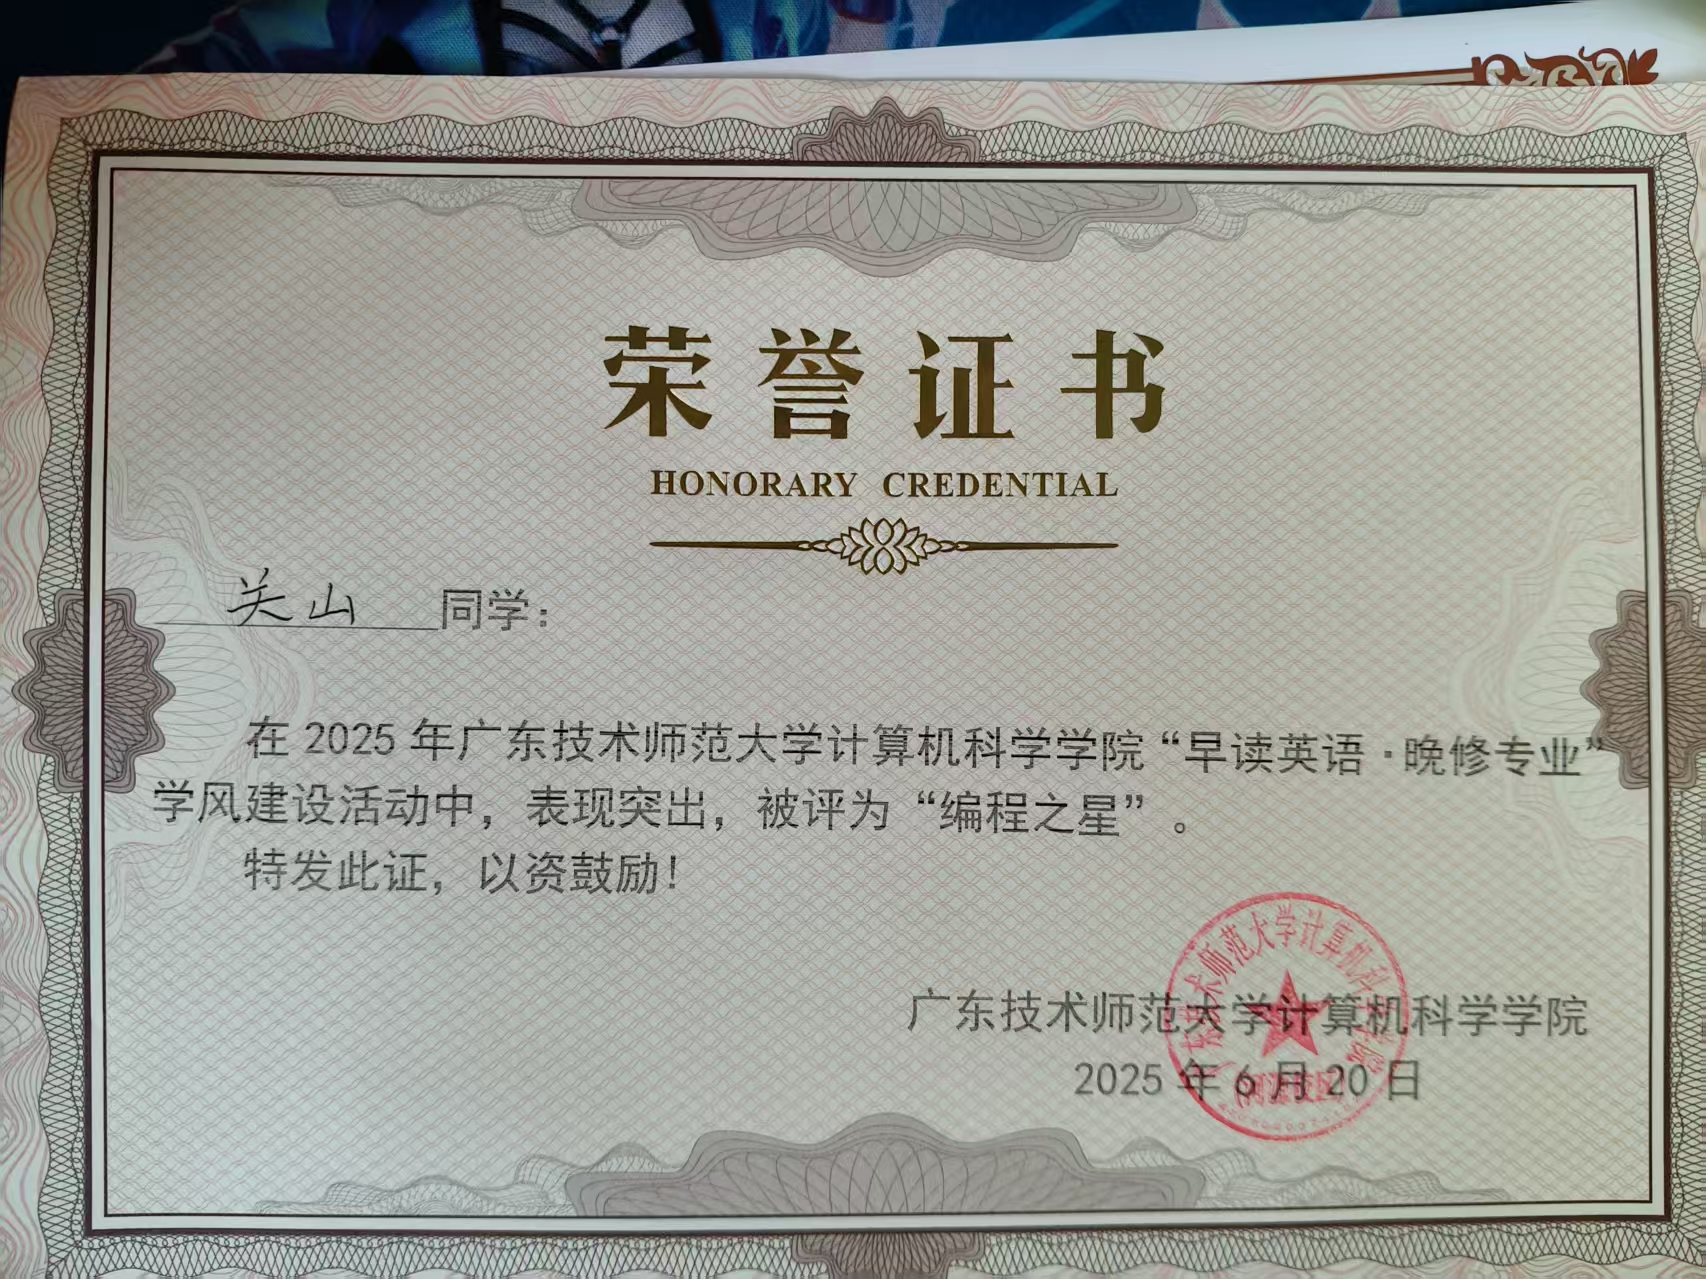 荣誉证书
HONORARY CREDENTIAL
关山 同学：
在 2025 年广东技术师范大学计算机科学学院“早读英语·晚修专业”
学风建设活动中，表现突出，被评为“编程之星”。
特发此证，以资鼓励！
广东技术师范大学计算机科学学院
2025 年 6 月 20 日
广东技术师范大学计算机科学学院
(河源校区)